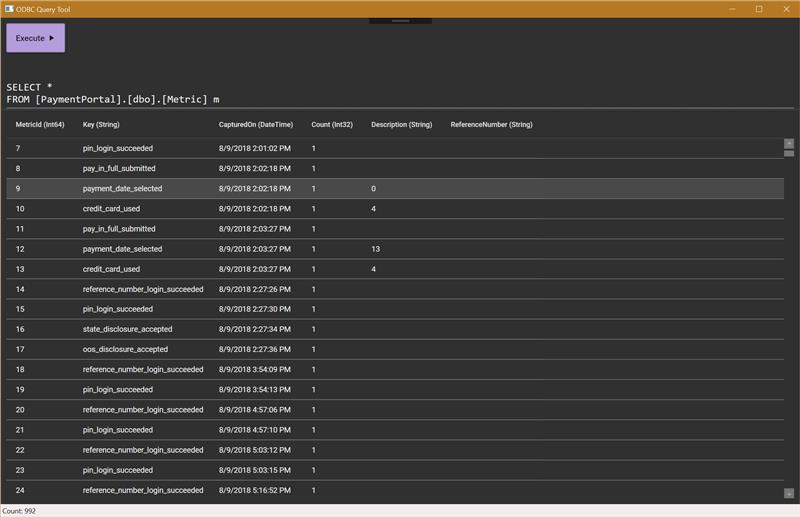 ODBC Query Tool
Execute
SELECT *
FROM [PaymentPortal].[dbo].[Metric] m
MetricId (Int64) Key (String) CapturedOn (DateTime) Count (Int32) Description (String) ReferenceNumber (String)
7 pin_login_succeeded 8/9/2018 2:01:02 PM 1
8 pay_in_full_submitted 8/9/2018 2:02:18 PM 1
9 payment_date_selected 8/9/2018 2:02:18 PM 1 0
10 credit_card_used 8/9/2018 2:02:18 PM 1 4
11 pay_in_full_submitted 8/9/2018 2:03:27 PM 1
12 payment_date_selected 8/9/2018 2:03:27 PM 1 13
13 credit_card_used 8/9/2018 2:03:27 PM 1 4
14 reference_number_login_succeeded 8/9/2018 2:27:26 PM 1
15 pin_login_succeeded 8/9/2018 2:27:30 PM 1
16 state_disclosure_accepted 8/9/2018 2:27:34 PM 1
17 oos_disclosure_accepted 8/9/2018 2:27:36 PM 1
18 reference_number_login_succeeded 8/9/2018 3:54:09 PM 1
19 pin_login_succeeded 8/9/2018 3:54:13 PM 1
20 reference_number_login_succeeded 8/9/2018 4:57:06 PM 1
21 pin_login_succeeded 8/9/2018 4:57:10 PM 1
22 reference_number_login_succeeded 8/9/2018 5:03:12 PM 1
23 pin_login_succeeded 8/9/2018 5:03:15 PM 1
24 reference_number_login_succeeded 8/9/2018 5:16:52 PM 1
Count: 992